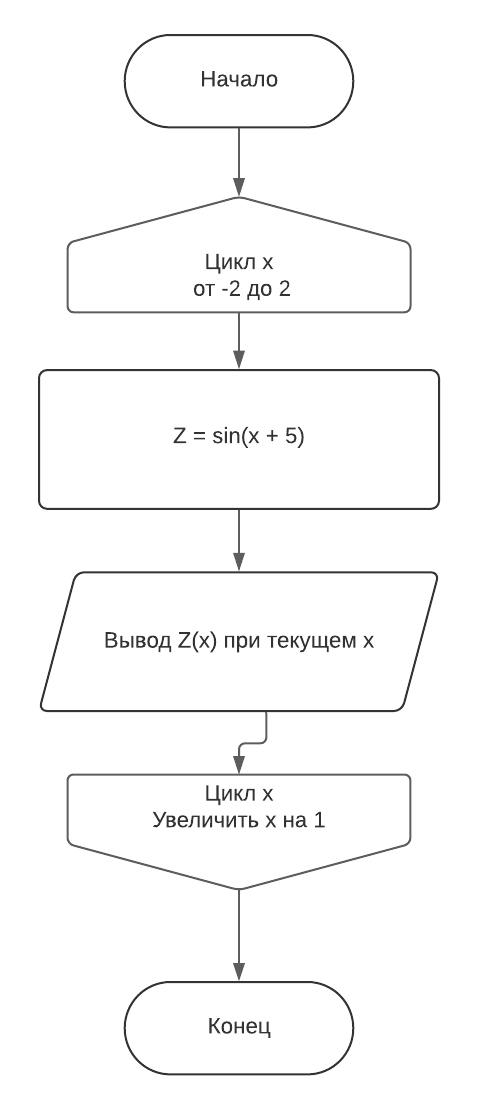 Начало
Цикл x
от -2 до 2
Z = sin(x + 5)
Вывод Z(x) при текущем x
Цикл x
Увеличить x на 1
Конец